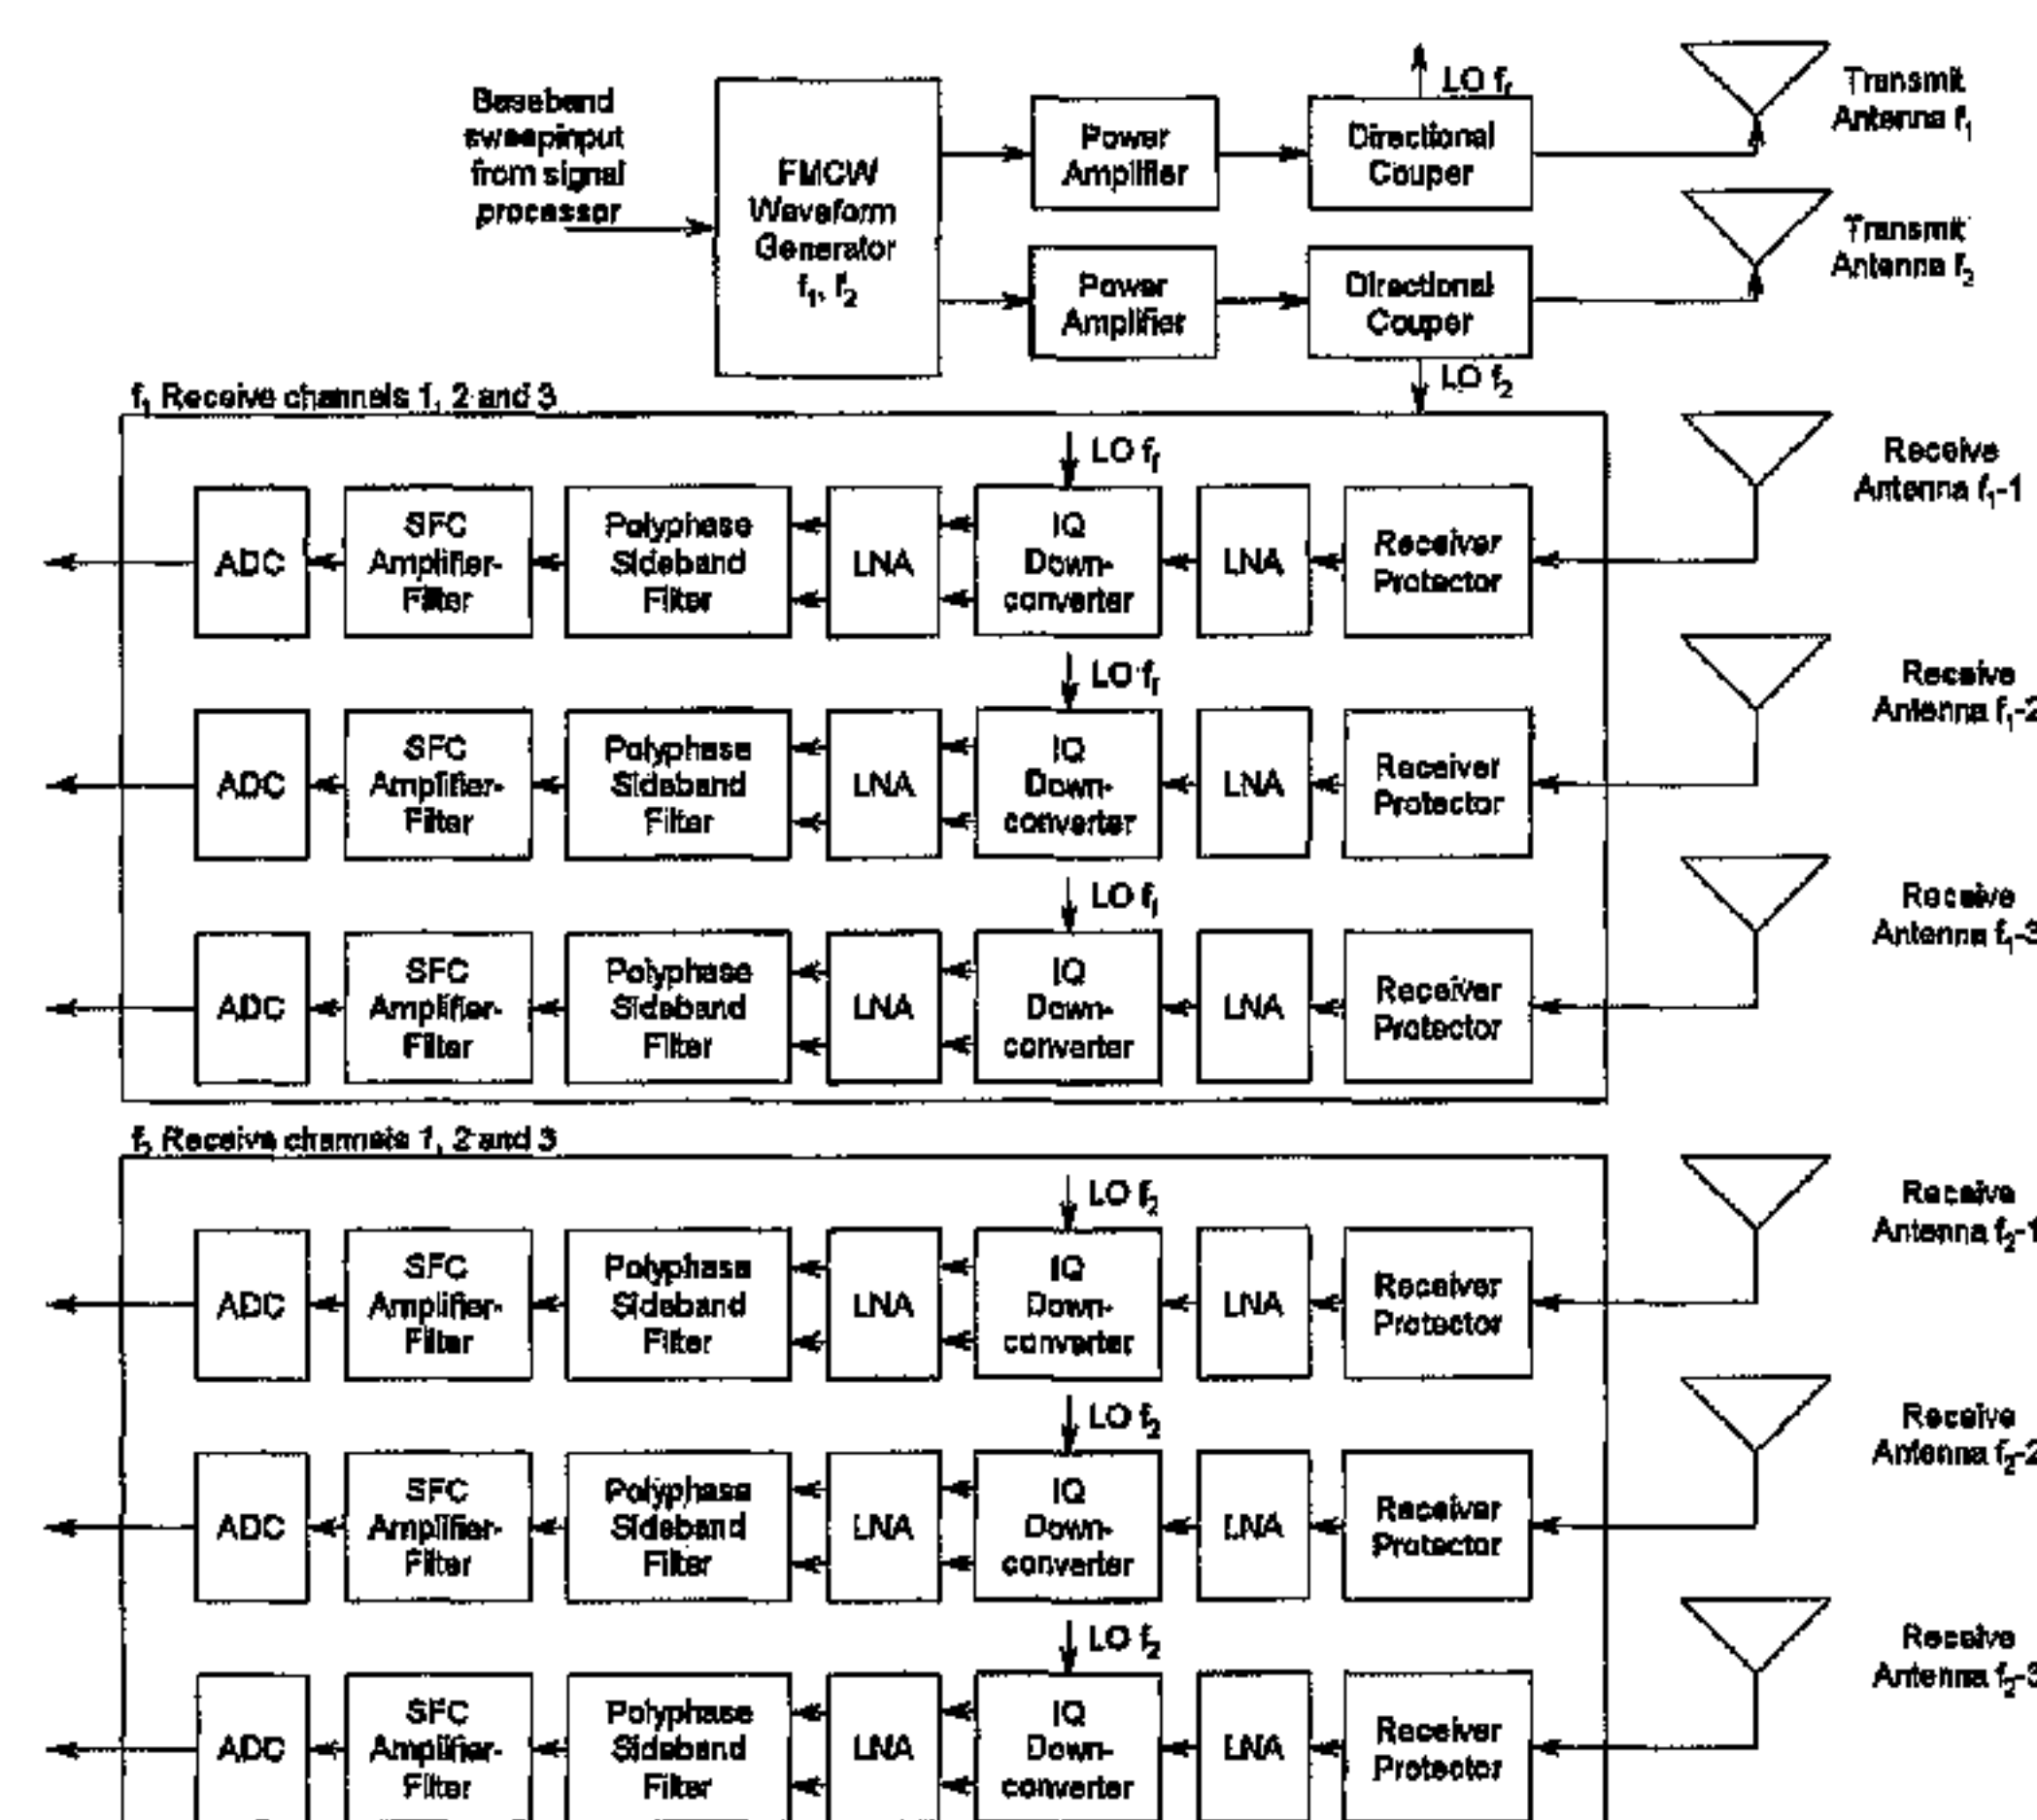 Baseband
sweepinput
from signal
processor
FMCW
Waveform
Generator
f1, f2
Power
Amplifier
LO f1
Directional
Couper
Transmit
Antenna f1
Power
Amplifier
Directional
Couper
LO f2
Transmit
Antenna f2
f1 Receive channels 1, 2 and 3
LO f1
ADC
SFC
Amplifier-
Filter
Polyphase
Sideband
Filter
LNA
IQ
Down-
converter
LNA
Receiver
Protector
Receive
Antenna f1-1
LO f1
ADC
SFC
Amplifier-
Filter
Polyphase
Sideband
Filter
LNA
IQ
Down-
converter
LNA
Receiver
Protector
Receive
Antenna f1-2
LO f1
ADC
SFC
Amplifier-
Filter
Polyphase
Sideband
Filter
LNA
IQ
Down-
converter
LNA
Receiver
Protector
Receive
Antenna f1-3
f2 Receive channels 1, 2 and 3
LO f2
ADC
SFC
Amplifier-
Filter
Polyphase
Sideband
Filter
LNA
IQ
Down-
converter
LNA
Receiver
Protector
Receive
Antenna f2-1
LO f2
ADC
SFC
Amplifier-
Filter
Polyphase
Sideband
Filter
LNA
IQ
Down-
converter
LNA
Receiver
Protector
Receive
Antenna f2-2
LO f2
ADC
SFC
Amplifier-
Filter
Polyphase
Sideband
Filter
LNA
IQ
Down-
converter
LNA
Receiver
Protector
Receive
Antenna f2-3